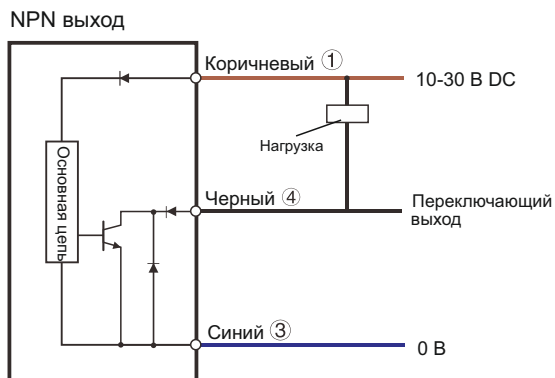 NPN выход
Коричневый ①
10-30 В DC
Нагрузка
Основная цепь
Черный ④
Переключающий
выход
Синий ③
0 В